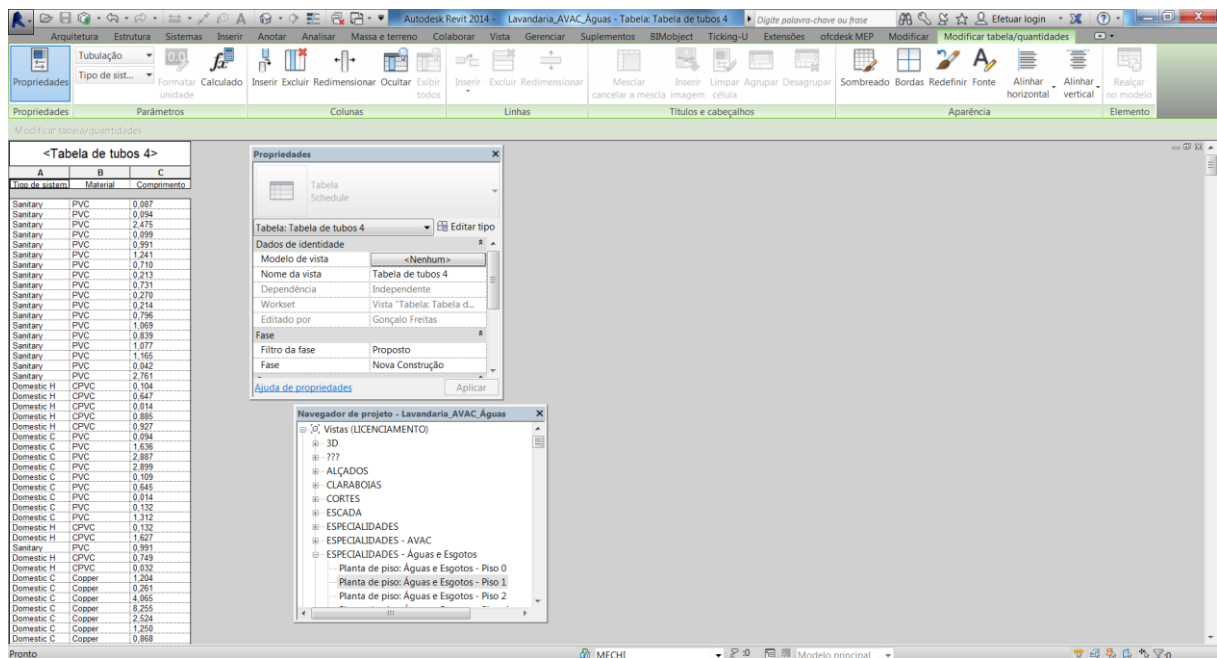 Autodesk Revit 2014 - Lavandaria_AVAC_Águas - Tabela: Tabela de tubos 4 Digite palavra-chave ou frase Efetuar login
Arquitetura Estrutura Sistemas Inserir Anotar Analisar Massa e terreno Colaborar Vista Gerenciar Suplementos BIMobject Ticking-U Extensões ofcdesk MEP Modificar Modificar tabela/quantidades
Tubulação
Tipo de sist...
Propriedades Formatar unidade Calculado Inserir Excluir Redimensionar Ocultar Exibir todos Inserir Excluir Redimensionar Mesclar cancelar a mescla Inserir imagem Limpar célula Agrupar Desagrupar Sombreado Bordas Redefinir Fonte Alinhar horizontal Alinhar vertical Realçar no modelo
Propriedades Parâmetros Colunas Linhas Títulos e cabeçalhos Aparência Elemento
Modificar tabela/quantidades
<Tabela de tubos 4>
A B C
Tipo de sistem Material Comprimento
Sanitary PVC 0,087
Sanitary PVC 0,094
Sanitary PVC 2,475
Sanitary PVC 0,099
Sanitary PVC 0,991
Sanitary PVC 1,241
Sanitary PVC 0,710
Sanitary PVC 0,213
Sanitary PVC 0,731
Sanitary PVC 0,270
Sanitary PVC 0,214
Sanitary PVC 0,796
Sanitary PVC 1,069
Sanitary PVC 0,839
Sanitary PVC 1,077
Sanitary PVC 1,165
Sanitary PVC 0,042
Sanitary PVC 2,761
Domestic H CPVC 0,104
Domestic H CPVC 0,647
Domestic H CPVC 0,014
Domestic H CPVC 0,885
Domestic H CPVC 0,927
Domestic C PVC 0,094
Domestic C PVC 1,636
Domestic C PVC 2,887
Domestic C PVC 2,899
Domestic C PVC 0,109
Domestic C PVC 0,645
Domestic C PVC 0,014
Domestic C PVC 0,132
Domestic C PVC 1,312
Domestic H CPVC 0,132
Domestic H CPVC 1,627
Sanitary PVC 0,991
Domestic H CPVC 0,749
Domestic H CPVC 0,032
Domestic C Copper 1,204
Domestic C Copper 0,261
Domestic C Copper 4,065
Domestic C Copper 8,255
Domestic C Copper 2,524
Domestic C Copper 1,250
Domestic C Copper 0,868
Propriedades
Tabela
Schedule
Tabela: Tabela de tubos 4 Editar tipo
Dados de identidade
Modelo de vista <Nenhum>
Nome da vista Tabela de tubos 4
Dependência Independente
Workset Vista "Tabela: Tabela d...
Editado por Gonçalo Freitas
Fase
Filtro da fase Proposto
Fase Nova Construção
Ajuda de propriedades Aplicar
Navegador de projeto - Lavandaria_AVAC_Águas
Vistas (LICENCIAMENTO)
3D
???
ALÇADOS
CLARABOIAS
CORTES
ESCADA
ESPECIALIDADES
ESPECIALIDADES - AVAC
ESPECIALIDADES - Águas e Esgotos
Planta de piso: Águas e Esgotos - Piso 0
Planta de piso: Águas e Esgotos - Piso 1
Planta de piso: Águas e Esgotos - Piso 2
Pronto MECHI :0 Modelo principal :0